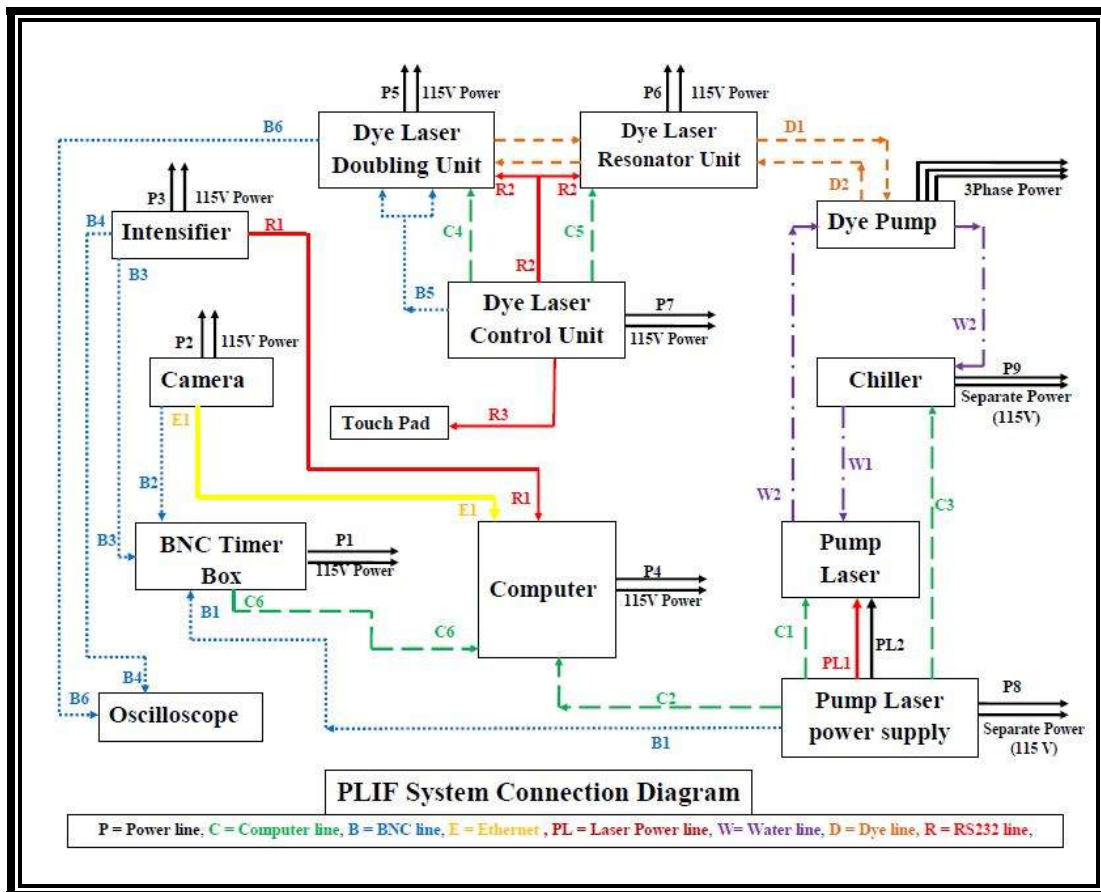 P5
115V Power
P6
115V Power
B6
Dye Laser
Doubling Unit
Dye Laser
Resonator Unit
D1
D2
R2
R2
3Phase Power
P3
115V Power
B4
Intensifier
R1
B3
C4
C5
Dye Pump
R2
B5
Dye Laser
Control Unit
P7
115V Power
W2
P2
115V Power
Camera
Chiller
P9
Separate Power
(115V)
E1
Touch Pad
R3
B2
W1
W2
R1
E1
C3
B3
BNC Timer
Box
P1
115V Power
Computer
P4
115V Power
Pump
Laser
B1
C6
C6
C1
PL1
PL2
B4
B6
Oscilloscope
C2
B1
Pump Laser
power supply
P8
Separate Power
(115 V)
PLIF System Connection Diagram
P = Power line, C = Computer line, B = BNC line, E = Ethernet , PL = Laser Power line, W= Water line, D = Dye line, R = RS232 line,